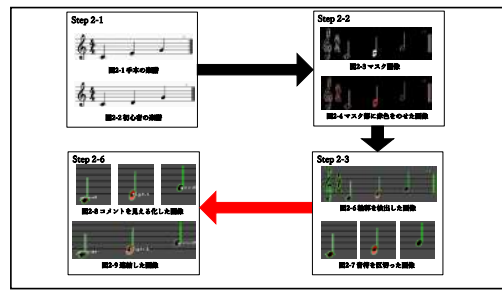 Step 2-1
図2-1 手本の楽譜
図2-2 初心者の楽譜
Step 2-2
図2-3 マスク画像
図2-4 マスク部に赤色をのせた画像
Step 2-3
図2-6 輪郭を検出した画像
図2-7 音符を区切った画像
Step 2-6
図2-8 コメントを見える化した画像
図2-9 連結した画像